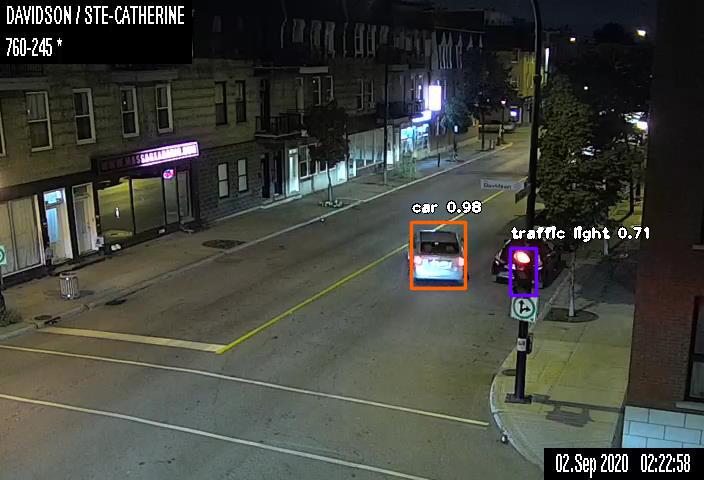 DAVIDSON / STE-CATHERINE
760-245 *
car 0.98
Davidson
traffic light 0.71
02.Sep 2020 02:22:58